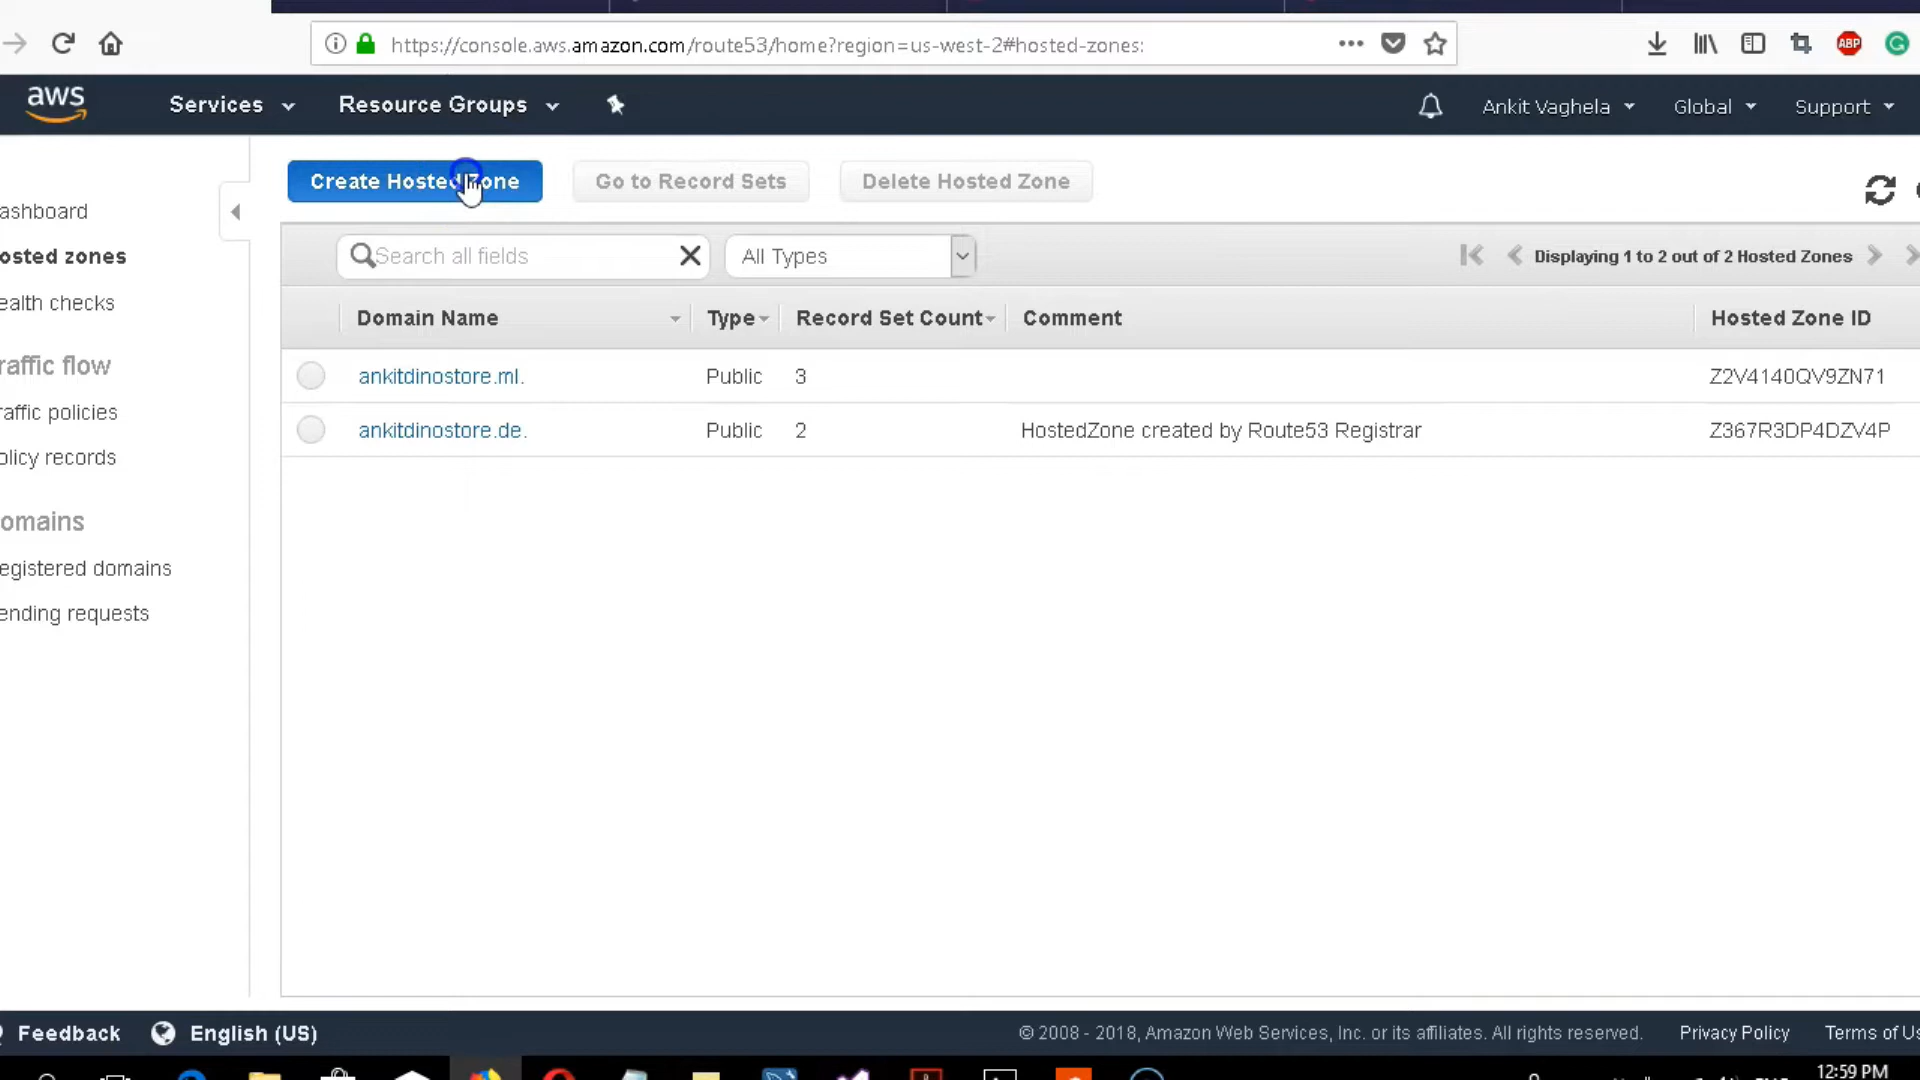 https://console.aws.amazon.com/route53/home?region=us-west-2#hosted-zones:
ABP
aws
Services
Resource Groups
Ankit Vaghela
Global
Support
Create Hosted Zone
Go to Record Sets
Delete Hosted Zone
ashboard
osted zones
ealth checks
raffic flow
raffic policies
olicy records
omains
egistered domains
ending requests
Search all fields
All Types
Displaying 1 to 2 out of 2 Hosted Zones
Domain Name Type Record Set Count Comment Hosted Zone ID
ankitdinostore.ml. Public 3 Z2V4140QV9ZN71
ankitdinostore.de. Public 2 HostedZone created by Route53 Registrar Z367R3DP4DZV4P
Feedback
English (US)
© 2008 - 2018, Amazon Web Services, Inc. or its affiliates. All rights reserved.
Privacy Policy
Terms of Us
12:59 PM